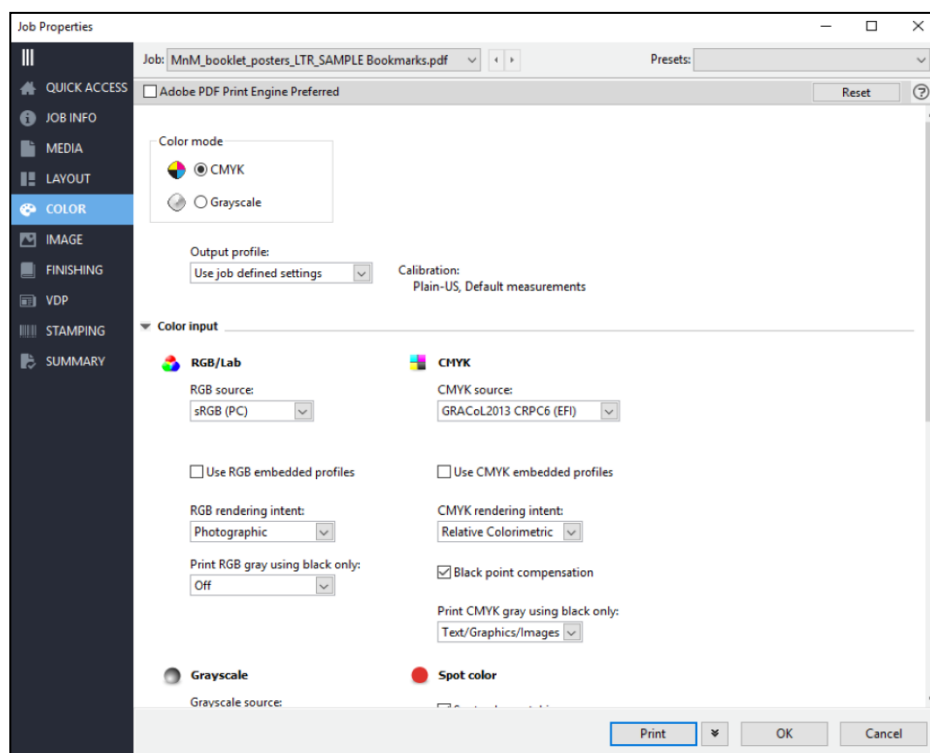 Job Properties
Job: MnM_booklet_posters_LTR_SAMPLE Bookmarks.pdf
Presets:
QUICK ACCESS
JOB INFO
MEDIA
LAYOUT
COLOR
IMAGE
FINISHING
VDP
STAMPING
SUMMARY
Adobe PDF Print Engine Preferred
Reset
?
Color mode
CMYK
Grayscale
Output profile:
Use job defined settings
Calibration:
Plain-US, Default measurements
Color input
RGB/Lab
RGB source:
sRGB (PC)
Use RGB embedded profiles
RGB rendering intent:
Photographic
Print RGB gray using black only:
Off
CMYK
CMYK source:
GRACoL2013 CRPC6 (EFI)
Use CMYK embedded profiles
CMYK rendering intent:
Relative Colorimetric
Black point compensation
Print CMYK gray using black only:
Text/Graphics/Images
Grayscale
Grayscale source:
Spot color
Print
OK
Cancel